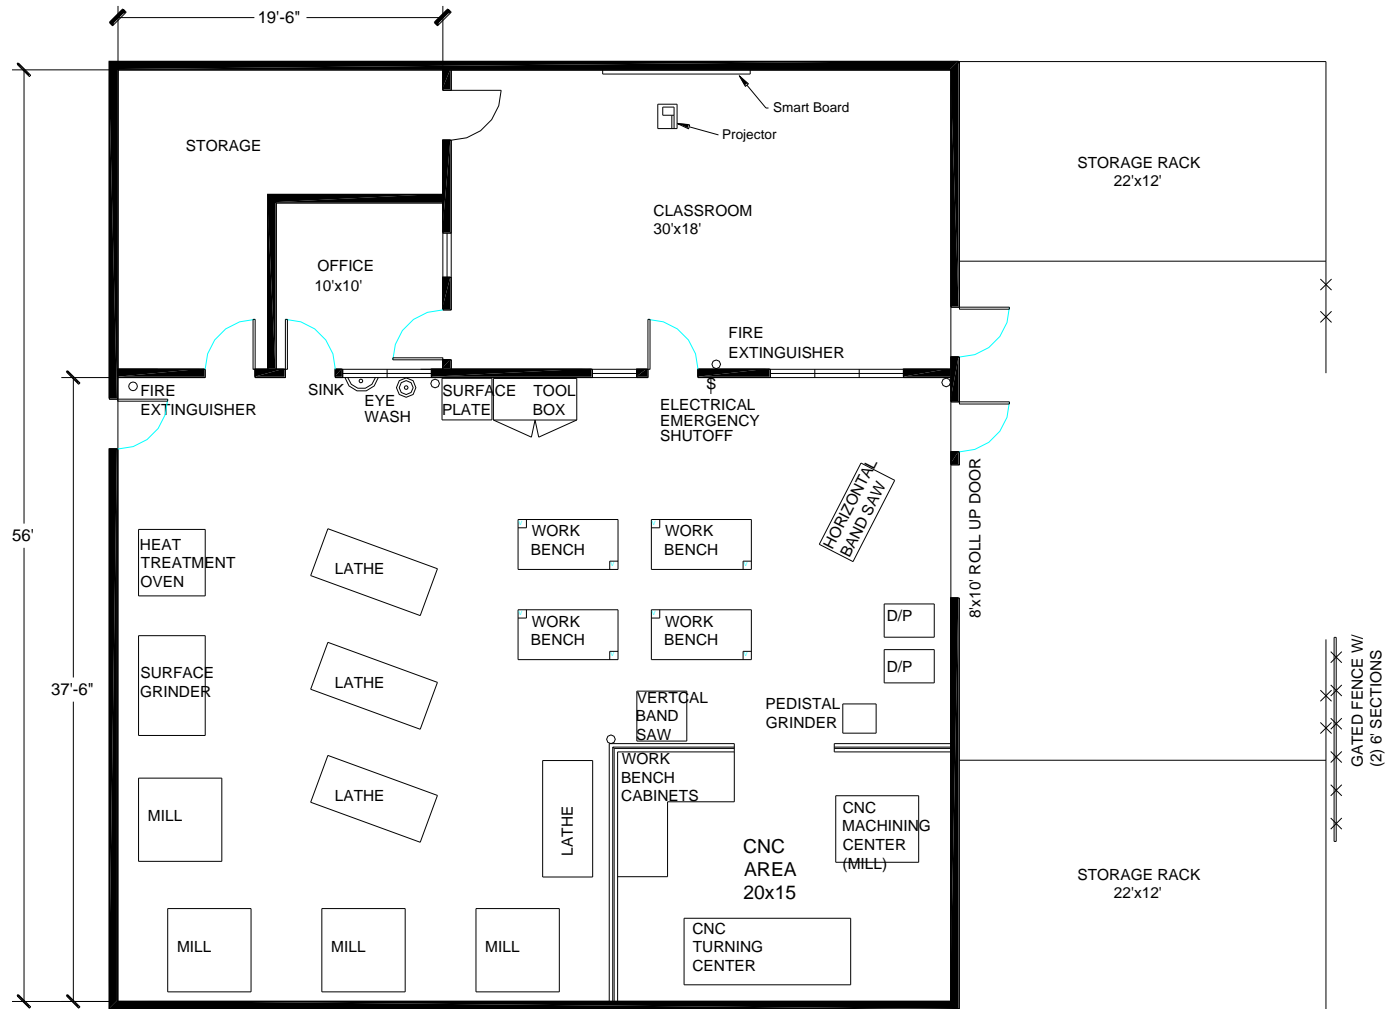 19'-6"
Smart Board
Projector
STORAGE
STORAGE RACK
22'x12'
CLASSROOM
30'x18'
OFFICE
10'x10'
FIRE
EXTINGUISHER
FIRE
EXTINGUISHER
SINK
EYE
WASH
SURFACE
PLATE
TOOL
BOX
S
ELECTRICAL
EMERGENCY
SHUTOFF
HORIZONTAL
BAND SAW
8'x10' ROLL UP DOOR
56'
37'-6"
HEAT
TREATMENT
OVEN
LATHE
WORK
BENCH
WORK
BENCH
WORK
BENCH
WORK
BENCH
D/P
D/P
SURFACE
GRINDER
LATHE
VERTCAL
BAND
SAW
PEDISTAL
GRINDER
GATED FENCE W/
(2) 6' SECTIONS
WORK
BENCH
CABINETS
LATHE
MILL
LATHE
CNC
MACHINING
CENTER
(MILL)
CNC
AREA
20x15
STORAGE RACK
22'x12'
MILL
MILL
MILL
CNC
TURNING
CENTER